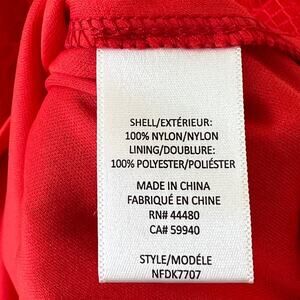 SHELL/EXTÉRIEUR:
100% NYLON/NYLON
LINING/DOUBLURE:
100% POLYESTER/POLIÉSTER
MADE IN CHINA
FABRIQUÉ EN CHINE
RN# 44480
CA# 59940
STYLE/MODÉLE
NFDK7707